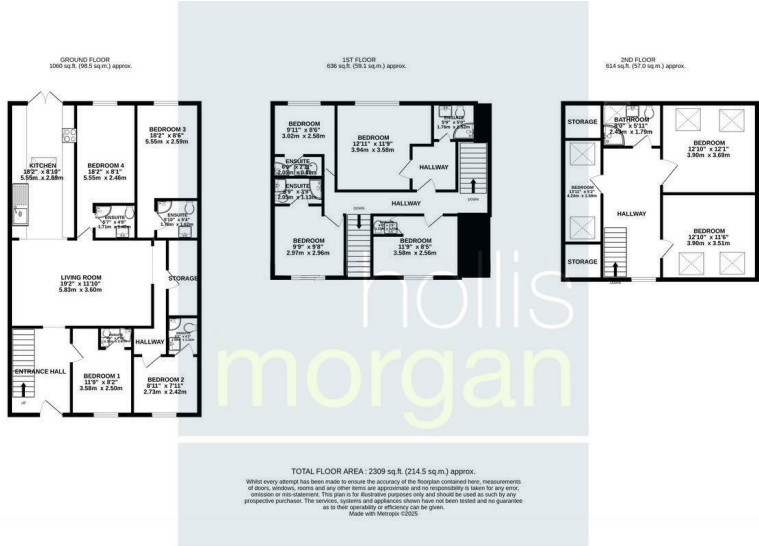 GROUND FLOOR
1060 sq.ft. (98.5 sq.m.) approx.
KITCHEN
18'2" x 8'10"
5.55m x 2.69m
BEDROOM 4
18'2" x 8'1"
5.55m x 2.46m
BEDROOM 3
18'2" x 8'6"
5.55m x 2.59m
ENSUITE
ENSUITE
LIVING ROOM
19'2" x 11'10"
5.83m x 3.60m
STORAGE
HALLWAY
ENTRANCE HALL
UP
BEDROOM 1
11'9" x 8'2"
3.58m x 2.50m
BEDROOM 2
8'11" x 7'11"
2.73m x 2.42m
1ST FLOOR
636 sq.ft. (59.1 sq.m.) approx.
BEDROOM
9'11" x 8'6"
3.02m x 2.58m
BEDROOM
12'11" x 11'9"
3.94m x 3.58m
ENSUITE
HALLWAY
DOWN
ENSUITE
ENSUITE
HALLWAY
DOWN
BEDROOM
9'9" x 9'8"
2.97m x 2.96m
BEDROOM
11'9" x 8'5"
3.58m x 2.56m
2ND FLOOR
614 sq.ft. (57.0 sq.m.) approx.
STORAGE
BATHROOM
BEDROOM
12'10" x 12'1"
3.90m x 3.69m
BEDROOM
HALLWAY
BEDROOM
12'10" x 11'6"
3.90m x 3.51m
STORAGE
DOWN
hollis
morgan
TOTAL FLOOR AREA : 2309 sq.ft. (214.5 sq.m.) approx.
Whilst every attempt has been made to ensure the accuracy of the floorplan contained here, measurements
of doors, windows, rooms and any other items are approximate and no responsibility is taken for any error,
omission or mis-statement. This plan is for illustrative purposes only and should be used as such by any
prospective purchaser. The services, systems and appliances shown have not been tested and no guarantee
as to their operability or efficiency can be given.
Made with Metropix ©2025